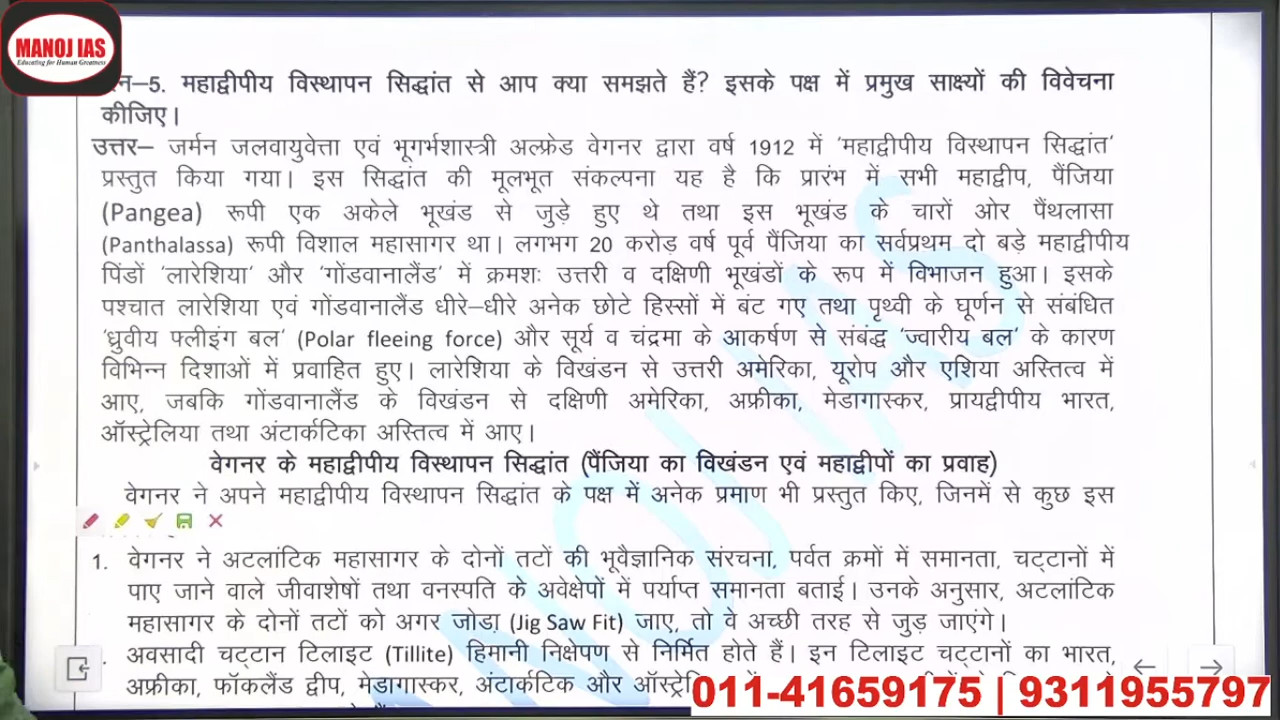 MANOJ IAS
Educating for Human Greatness
न–5. महाद्वीपीय विस्थापन सिद्धांत से आप क्या समझते हैं? इसके पक्ष में प्रमुख साक्ष्यों की विवेचना
कीजिए।
उत्तर– जर्मन जलवायुवेत्ता एवं भूगर्भशास्त्री अल्फ्रेड वेगनर द्वारा वर्ष 1912 में ‘महाद्वीपीय विस्थापन सिद्धांत’
प्रस्तुत किया गया। इस सिद्धांत की मूलभूत संकल्पना यह है कि प्रारंभ में सभी महाद्वीप, पैंजिया
(Pangea) रूपी एक अकेले भूखंड से जुड़े हुए थे तथा इस भूखंड के चारों ओर पैंथलासा
(Panthalassa) रूपी विशाल महासागर था। लगभग 20 करोड़ वर्ष पूर्व पैंजिया का सर्वप्रथम दो बड़े महाद्वीपीय
पिंडों ‘लारेशिया’ और ‘गोंडवानालैंड’ में क्रमशः उत्तरी व दक्षिणी भूखंडों के रूप में विभाजन हुआ। इसके
पश्चात लारेशिया एवं गोंडवानालैंड धीरे–धीरे अनेक छोटे हिस्सों में बंट गए तथा पृथ्वी के घूर्णन से संबंधित
‘ध्रुवीय फ्लीइंग बल’ (Polar fleeing force) और सूर्य व चंद्रमा के आकर्षण से संबंद्ध ‘ज्वारीय बल’ के कारण
विभिन्न दिशाओं में प्रवाहित हुए। लारेशिया के विखंडन से उत्तरी अमेरिका, यूरोप और एशिया अस्तित्व में
आए, जबकि गोंडवानालैंड के विखंडन से दक्षिणी अमेरिका, अफ्रीका, मेडागास्कर, प्रायद्वीपीय भारत,
ऑस्ट्रेलिया तथा अंटार्कटिका अस्तित्व में आए।
वेगनर के महाद्वीपीय विस्थापन सिद्धांत (पैंजिया का विखंडन एवं महाद्वीपों का प्रवाह)
वेगनर ने अपने महाद्वीपीय विस्थापन सिद्धांत के पक्ष में अनेक प्रमाण भी प्रस्तुत किए, जिनमें से कुछ इस
1. वेगनर ने अटलांटिक महासागर के दोनों तटों की भूवैज्ञानिक संरचना, पर्वत क्रमों में समानता, चट्टानों में
पाए जाने वाले जीवाशेषों तथा वनस्पति के अवेक्षेपों में पर्याप्त समानता बताई। उनके अनुसार, अटलांटिक
महासागर के दोनों तटों को अगर जोड़ा (Jig Saw Fit) जाए, तो वे अच्छी तरह से जुड़ जाएंगे।
. अवसादी चट्टान टिलाइट (Tillite) हिमानी निक्षेपण से निर्मित होते हैं। इन टिलाइट चट्टानों का भारत,
अफ्रीका, फॉकलैंड द्वीप, मेडागास्कर, अंटार्कटिक और ऑस्ट्रेि
011-41659175 | 9311955797